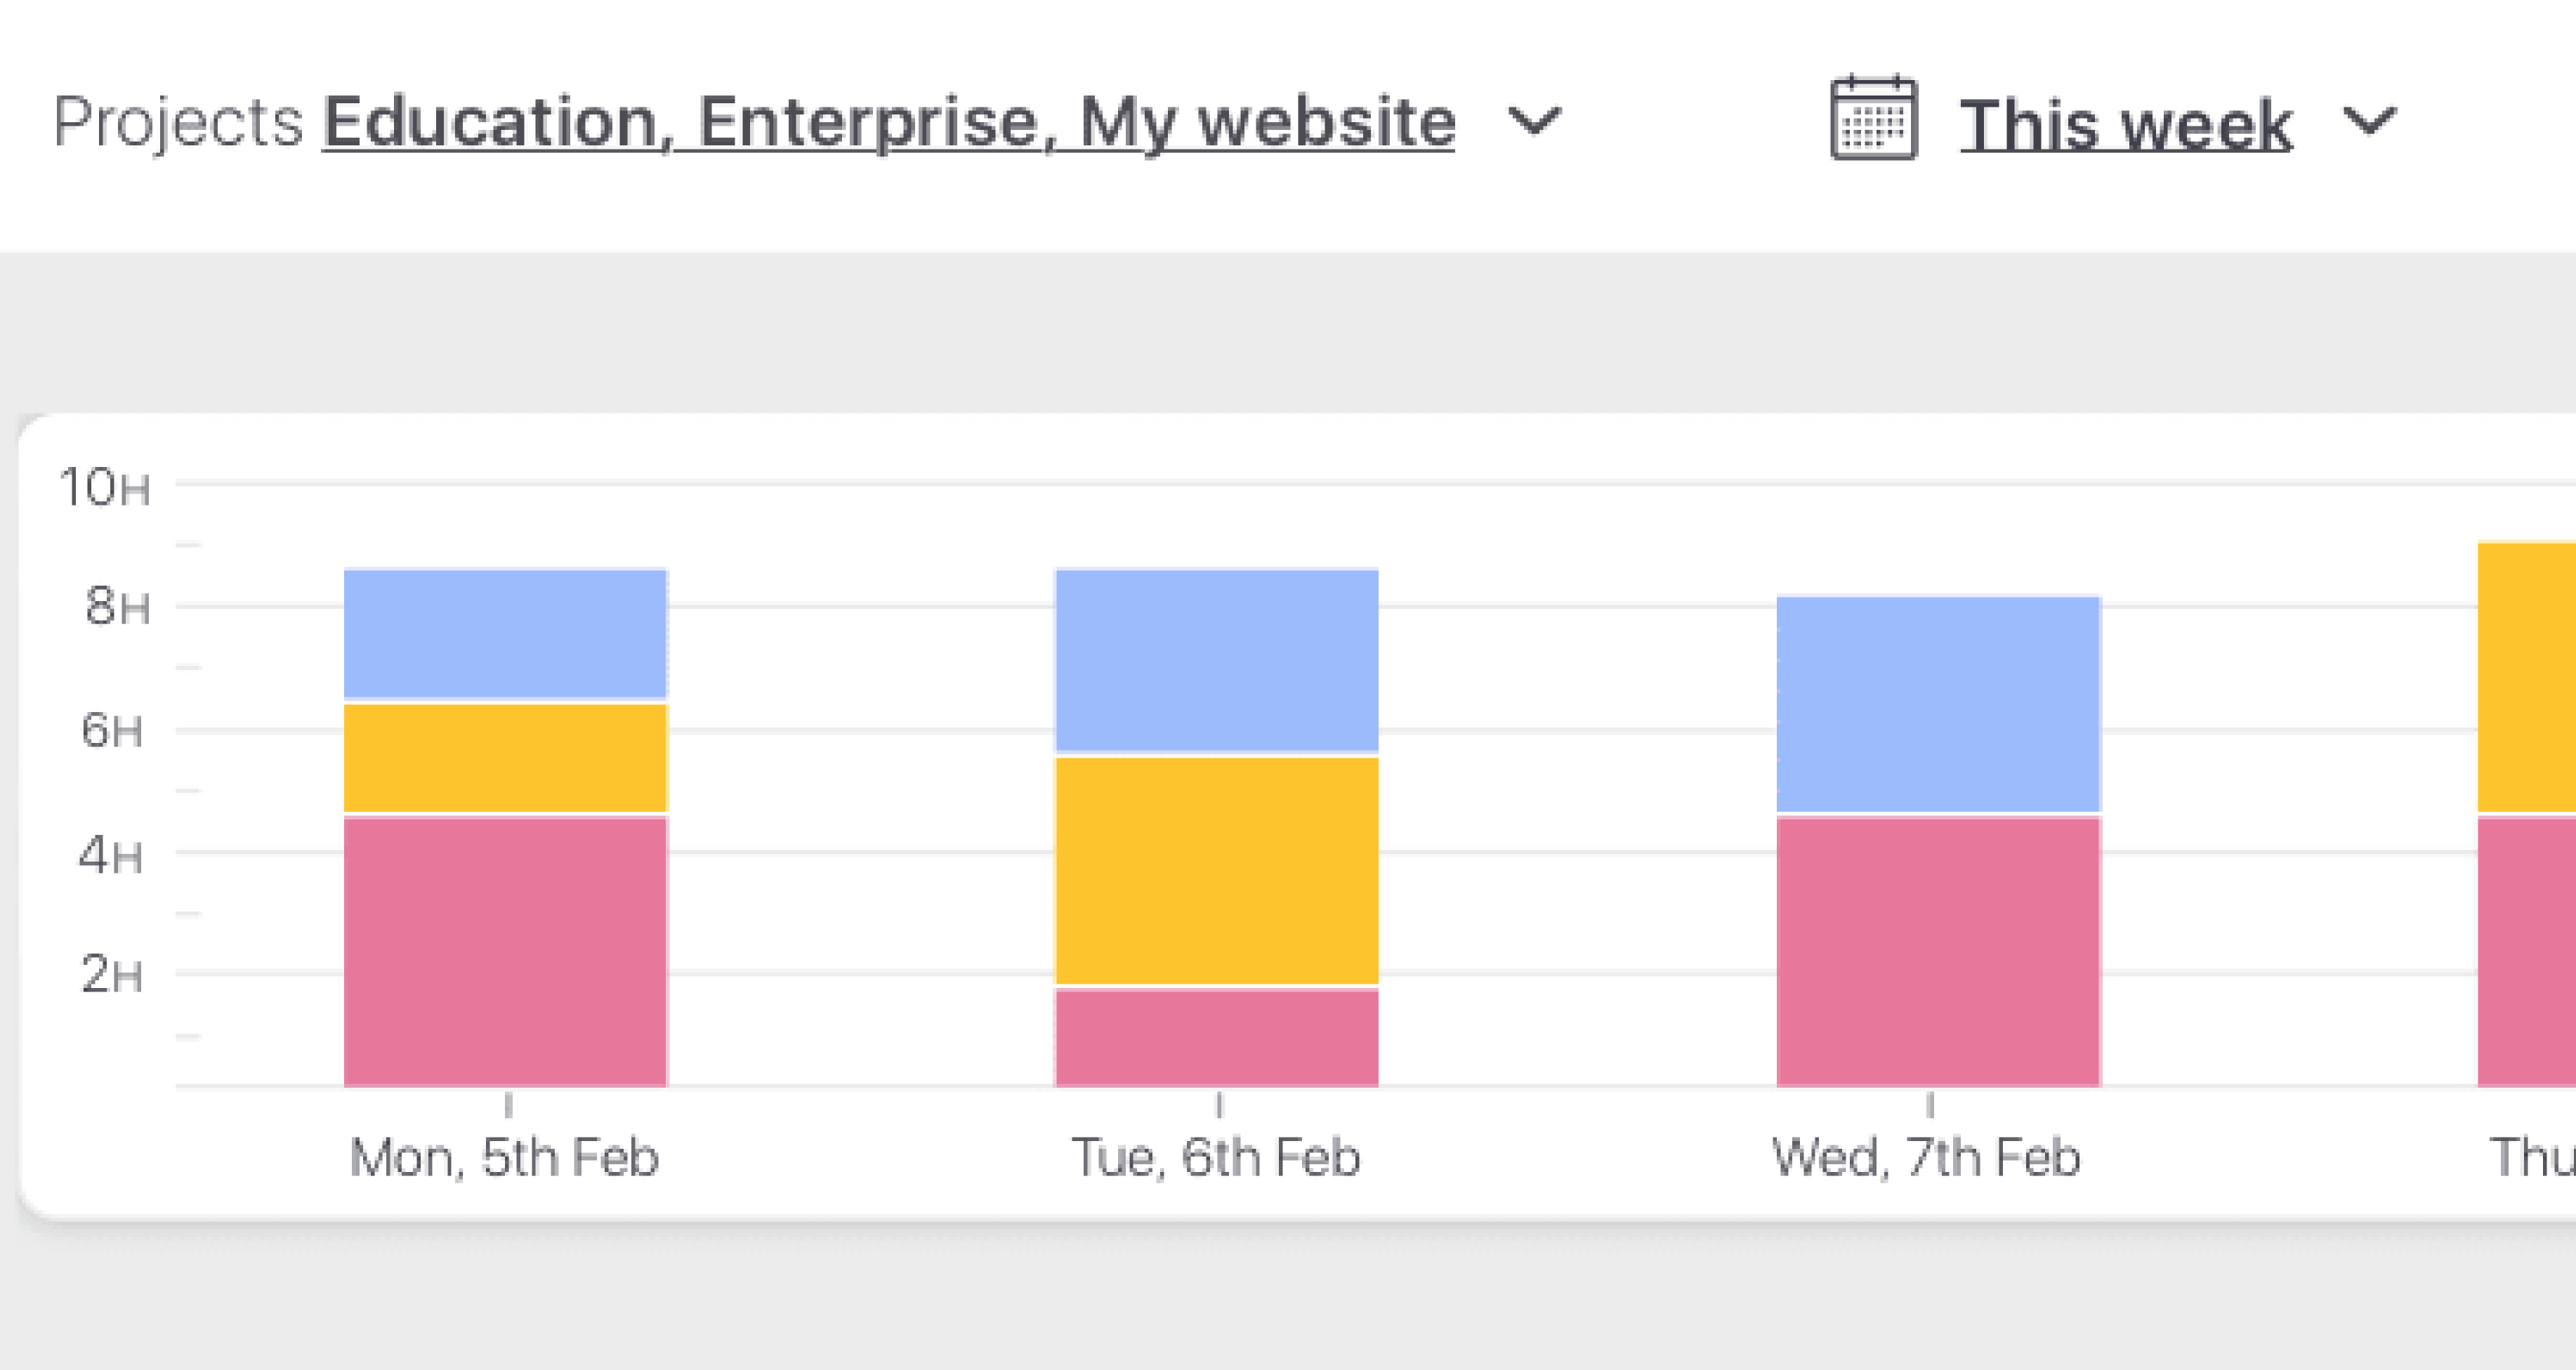 Projects Education, Enterprise, My website
This week
10H
8H
6H
4H
2H
Mon, 5th Feb
Tue, 6th Feb
Wed, 7th Feb
Thu